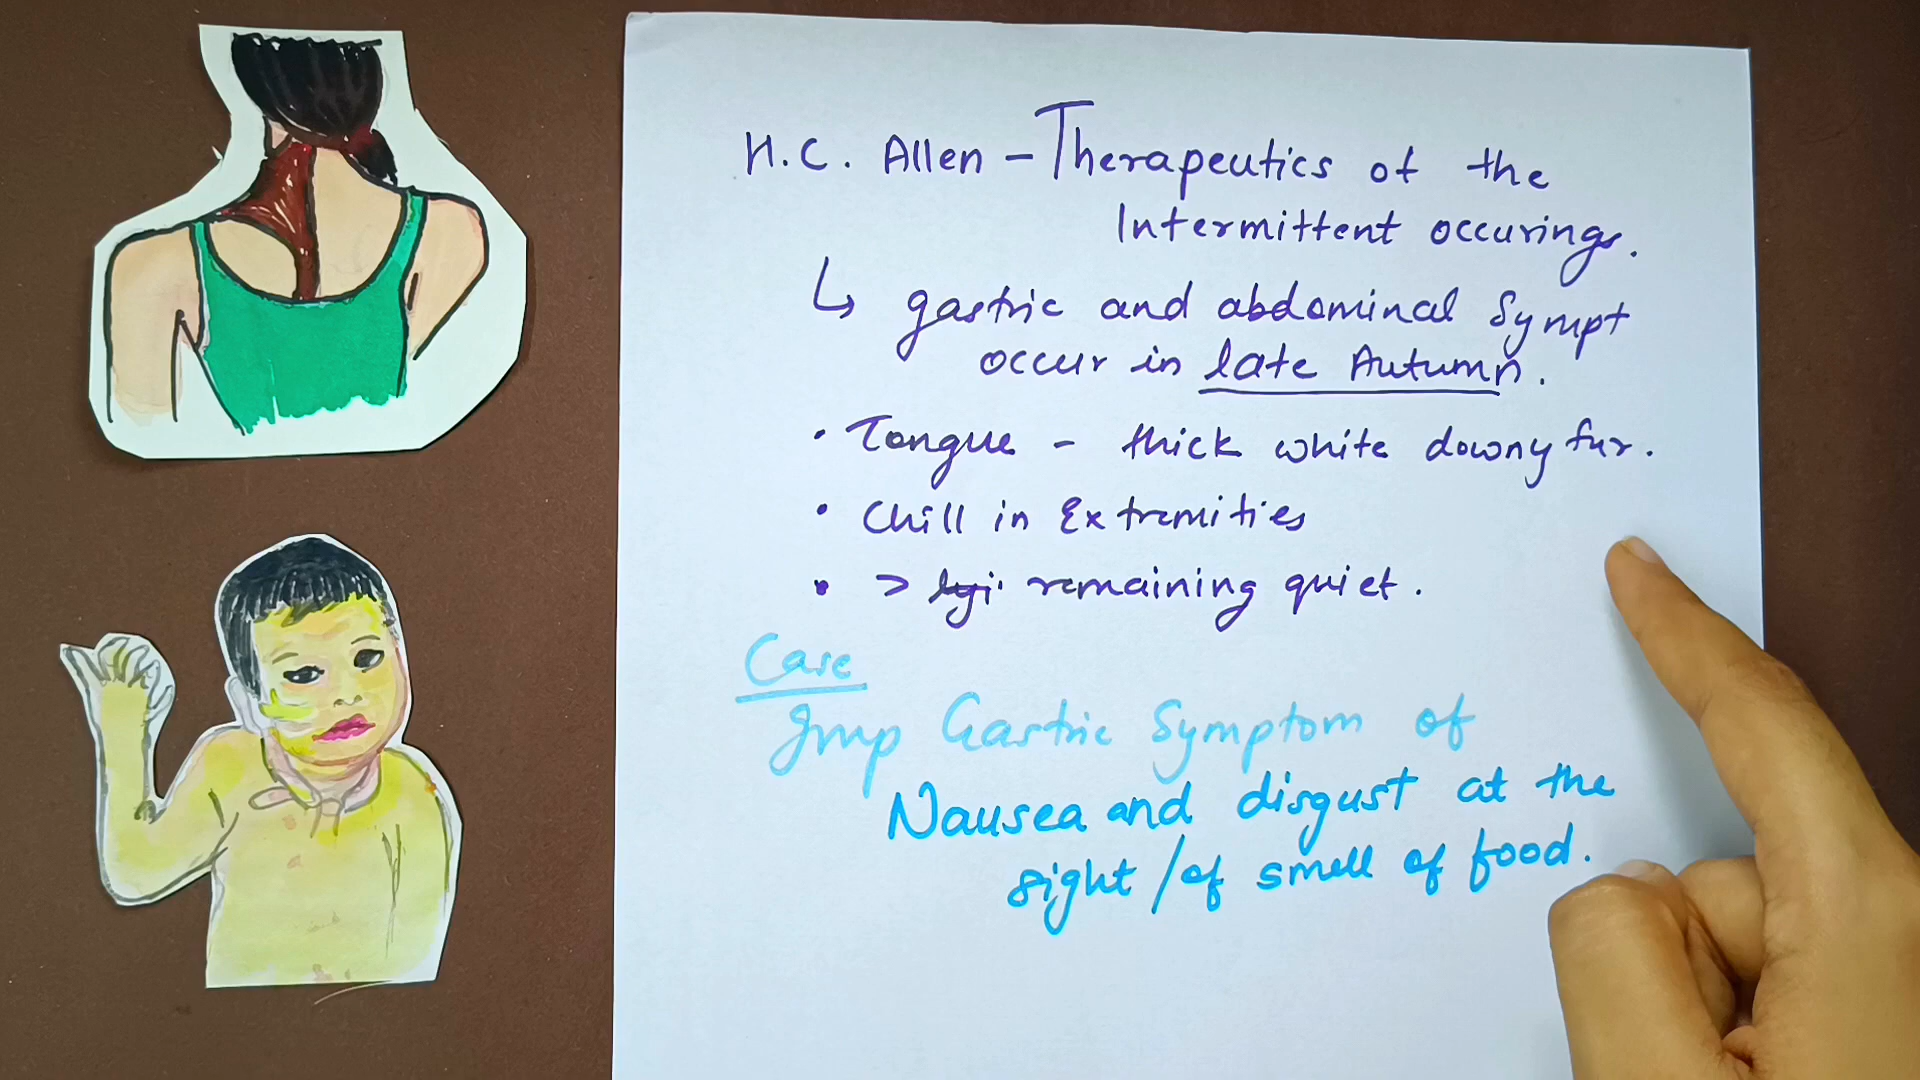 H.C. Allen - Therapeutics of the
Intermittent occurings.
↳ gastric and abdominal Sympt
occur in late Autumn.
• Tongue - thick white downy fur.
• Chill in Extremities
• > remaining quiet.
Case
Imp Gastric Symptom of
Nausea and disgust at the
sight / of smell of food.